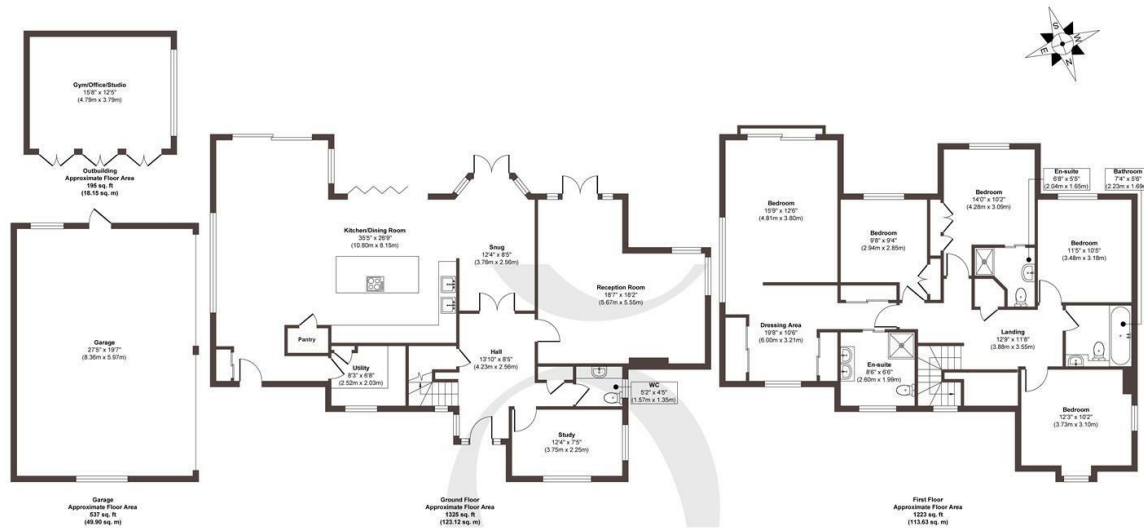 S
W
E
N
Gym/Office/Studio
15'8" x 12'5"
(4.79m x 3.79m)
Outbuilding
Approximate Floor Area
195 sq. ft
(18.15 sq. m)
Garage
27'5" x 19'7"
(8.36m x 5.97m)
Garage
Approximate Floor Area
537 sq. ft
(49.90 sq. m)
Kitchen/Dining Room
35'5" x 26'9"
(10.80m x 8.15m)
Snug
12'4" x 8'5"
(3.76m x 2.56m)
Reception Room
18'7" x 18'2"
(5.67m x 5.55m)
Pantry
Utility
8'3" x 6'8"
(2.52m x 2.03m)
Hall
13'10" x 8'5"
(4.23m x 2.56m)
WC
5'2" x 4'5"
(1.57m x 1.35m)
Study
12'4" x 7'5"
(3.75m x 2.25m)
Ground Floor
Approximate Floor Area
1325 sq. ft
(123.12 sq. m)
Bedroom
15'9" x 12'6"
(4.81m x 3.80m)
Bedroom
9'8" x 9'4"
(2.94m x 2.85m)
Bedroom
14'0" x 10'2"
(4.28m x 3.09m)
En-suite
6'8" x 5'5"
(2.04m x 1.65m)
Bathroom
7'4" x 5'6"
(2.23m x 1.69m
Bedroom
11'5" x 10'5"
(3.48m x 3.18m)
Dressing Area
19'8" x 10'6"
(6.00m x 3.21m)
En-suite
8'6" x 6'6"
(2.60m x 1.99m)
Landing
12'9" x 11'8"
(3.88m x 3.55m)
Bedroom
12'3" x 10'2"
(3.73m x 3.10m)
First Floor
Approximate Floor Area
1223 sq. ft
(113.63 sq. m)